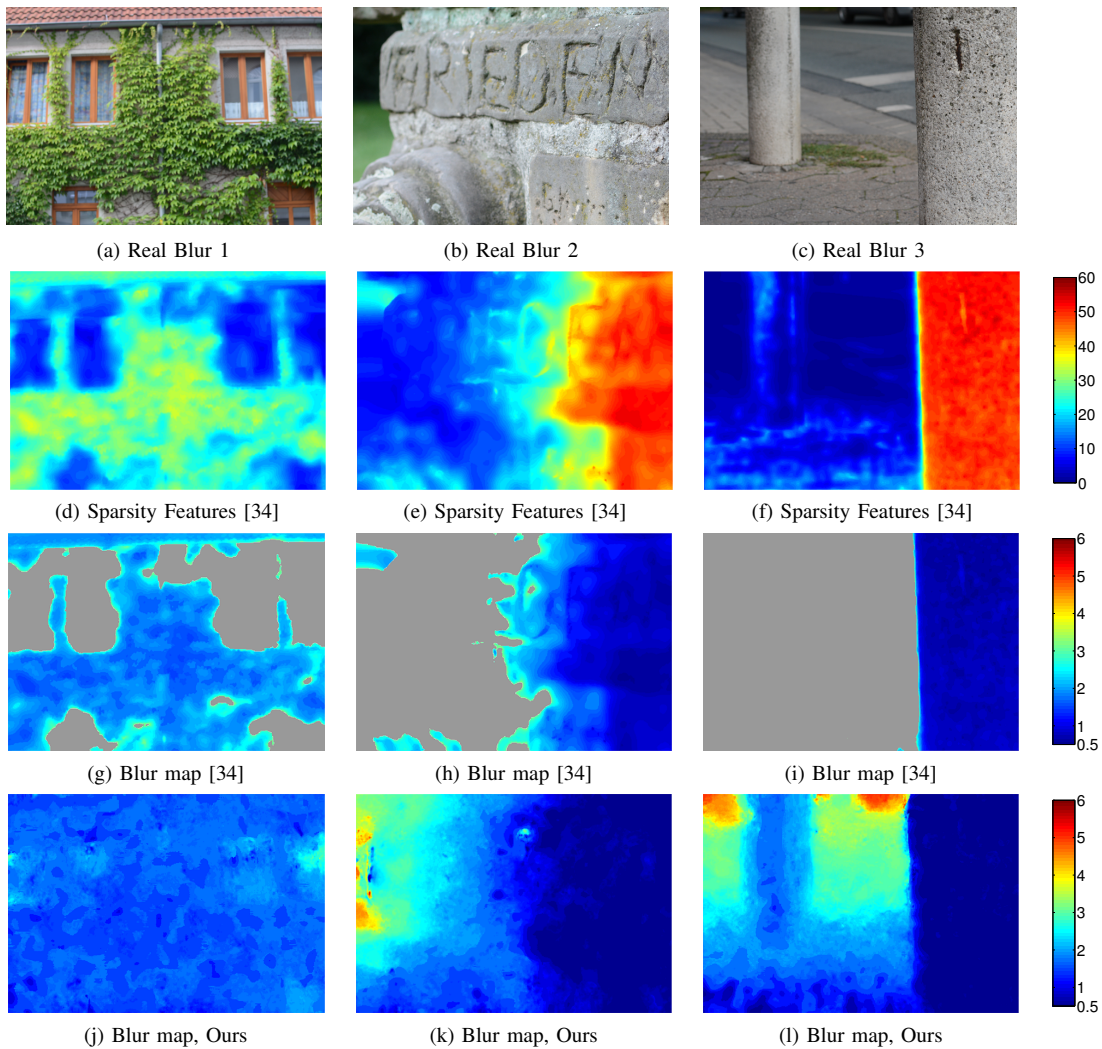 FRIEDEN
(a) Real Blur 1
(b) Real Blur 2
(c) Real Blur 3
60
50
40
30
20
10
0
(d) Sparsity Features [34]
(e) Sparsity Features [34]
(f) Sparsity Features [34]
6
5
4
3
2
1
0.5
(g) Blur map [34]
(h) Blur map [34]
(i) Blur map [34]
6
5
4
3
2
1
0.5
(j) Blur map, Ours
(k) Blur map, Ours
(l) Blur map, Ours